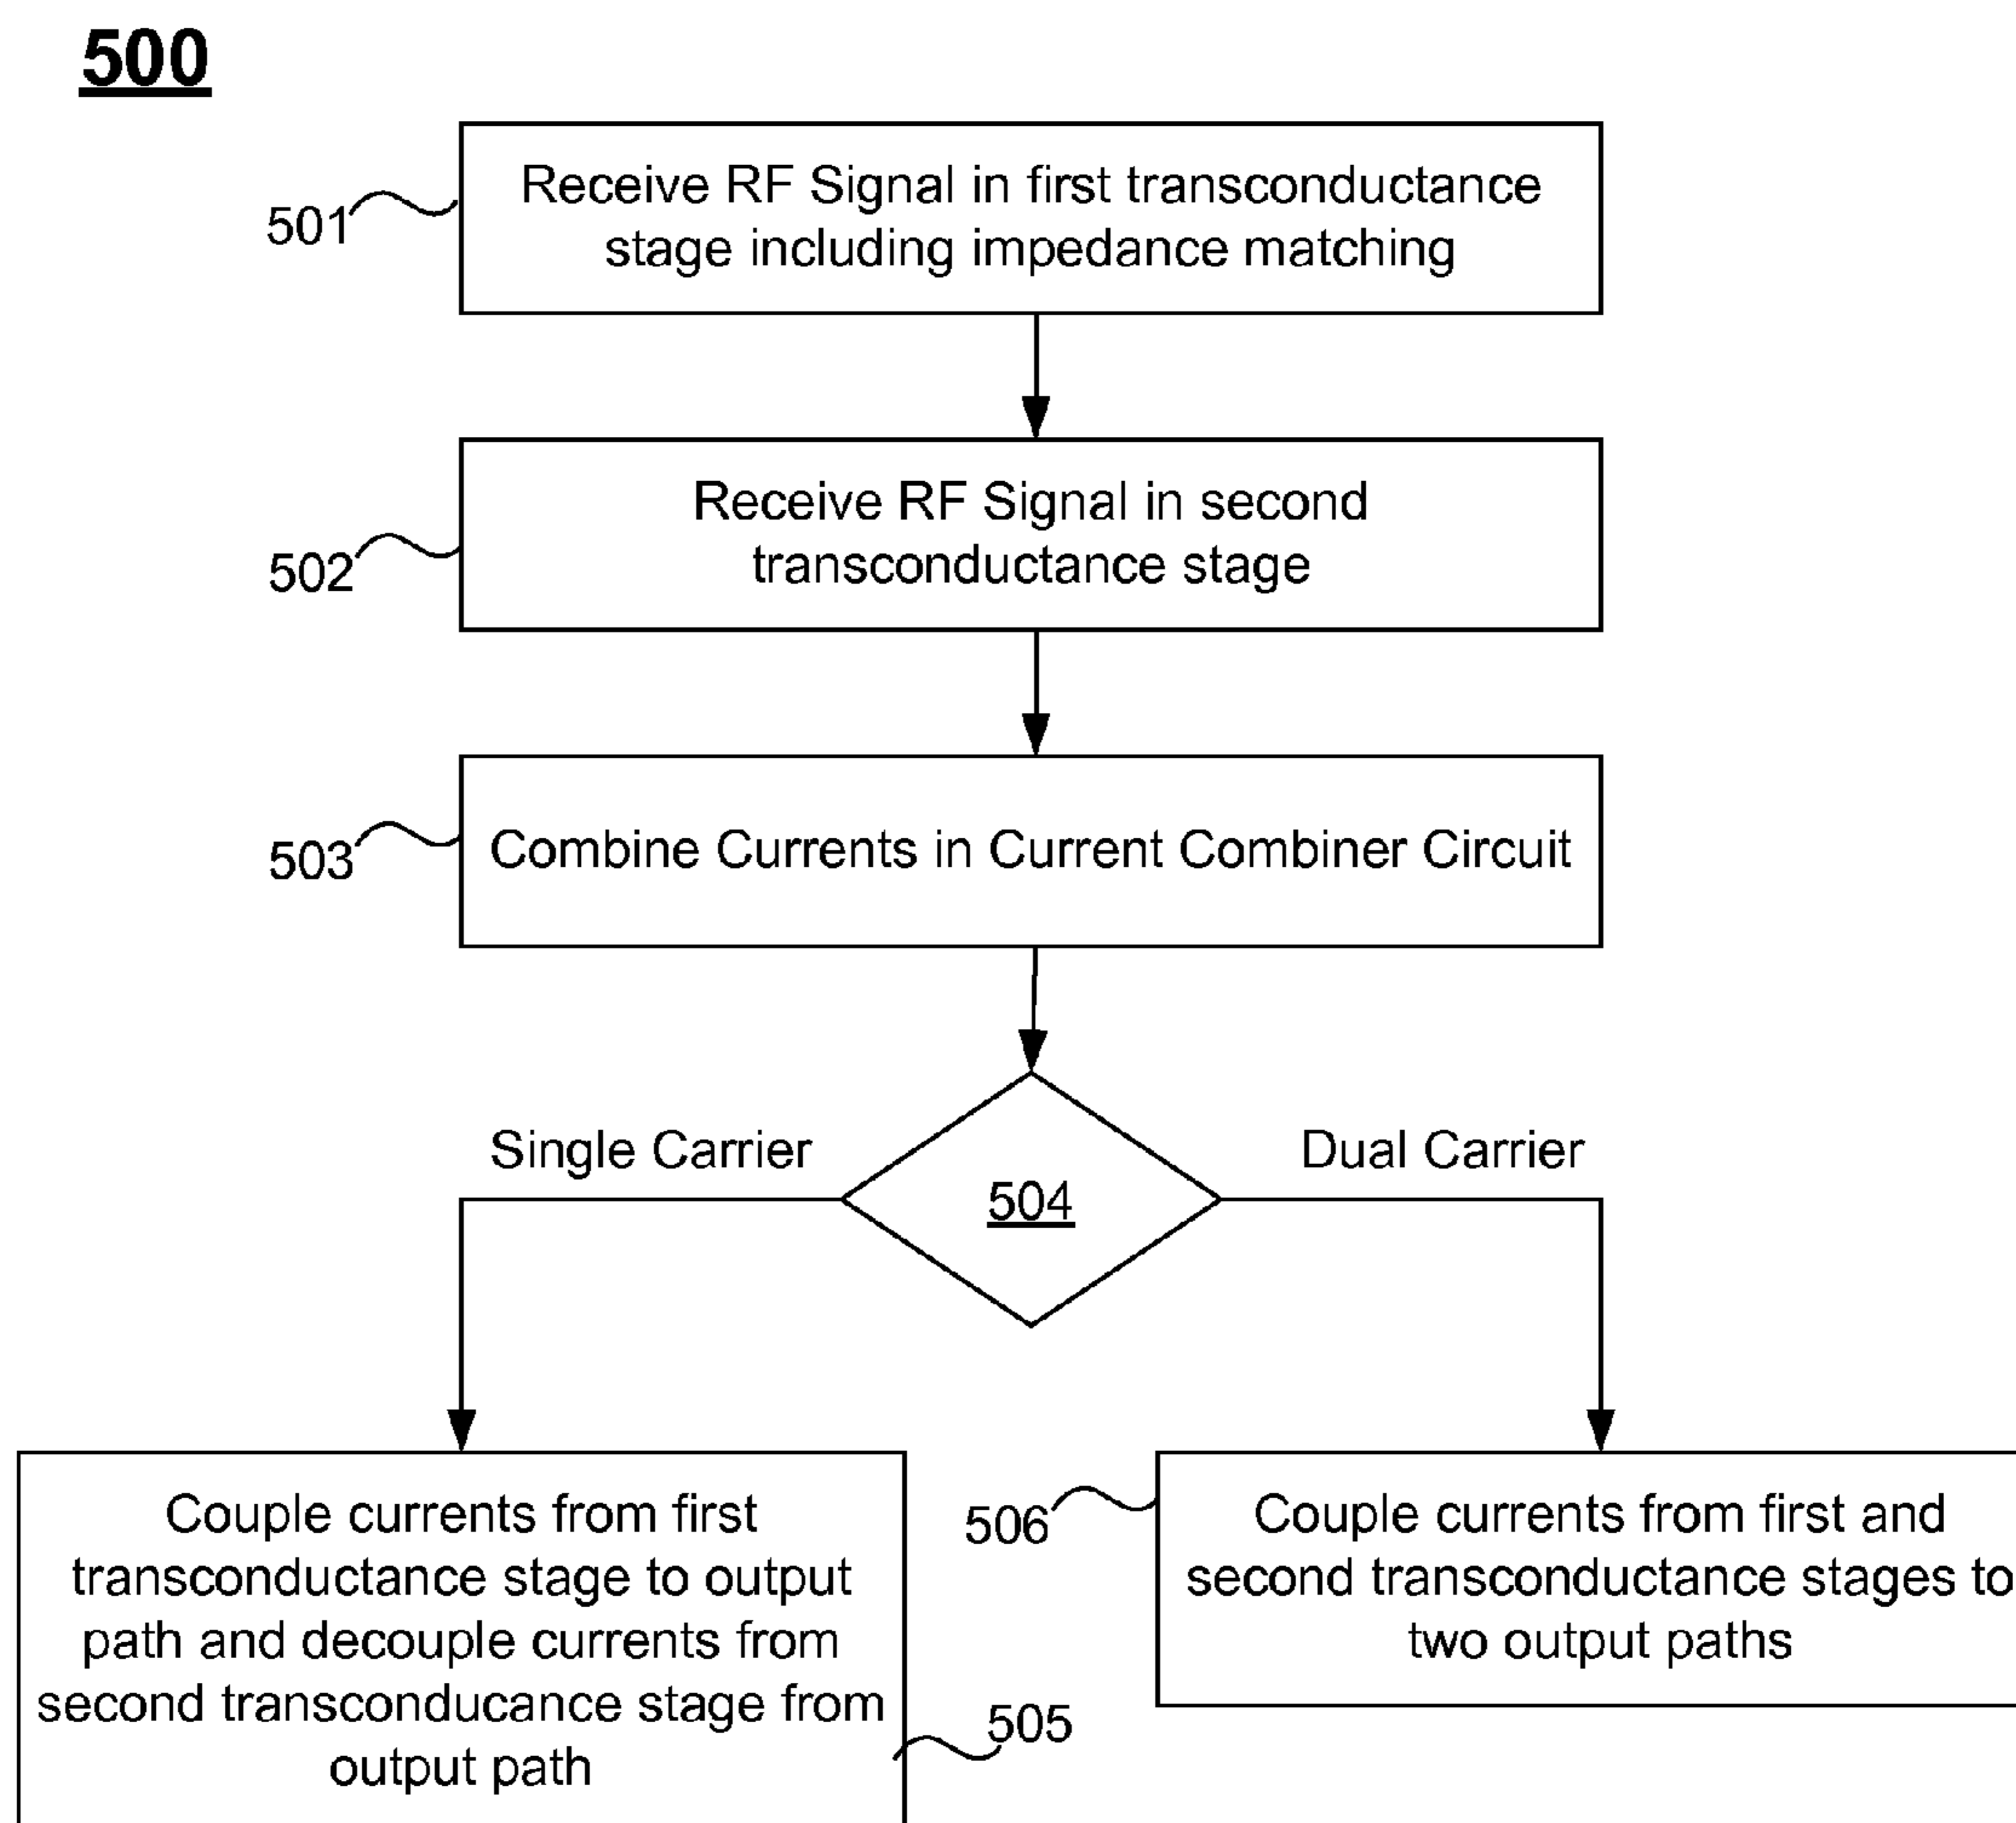 500
Receive RF Signal in first transconductance
stage including impedance matching
501
Receive RF Signal in second
transconductance stage
502
Combine Currents in Current Combiner Circuit
503
Single Carrier
Dual Carrier
504
Couple currents from first
transconductance stage to output
path and decouple currents from
second transconducance stage from
output path
505
506
Couple currents from first and
second transconductance stages to
two output paths